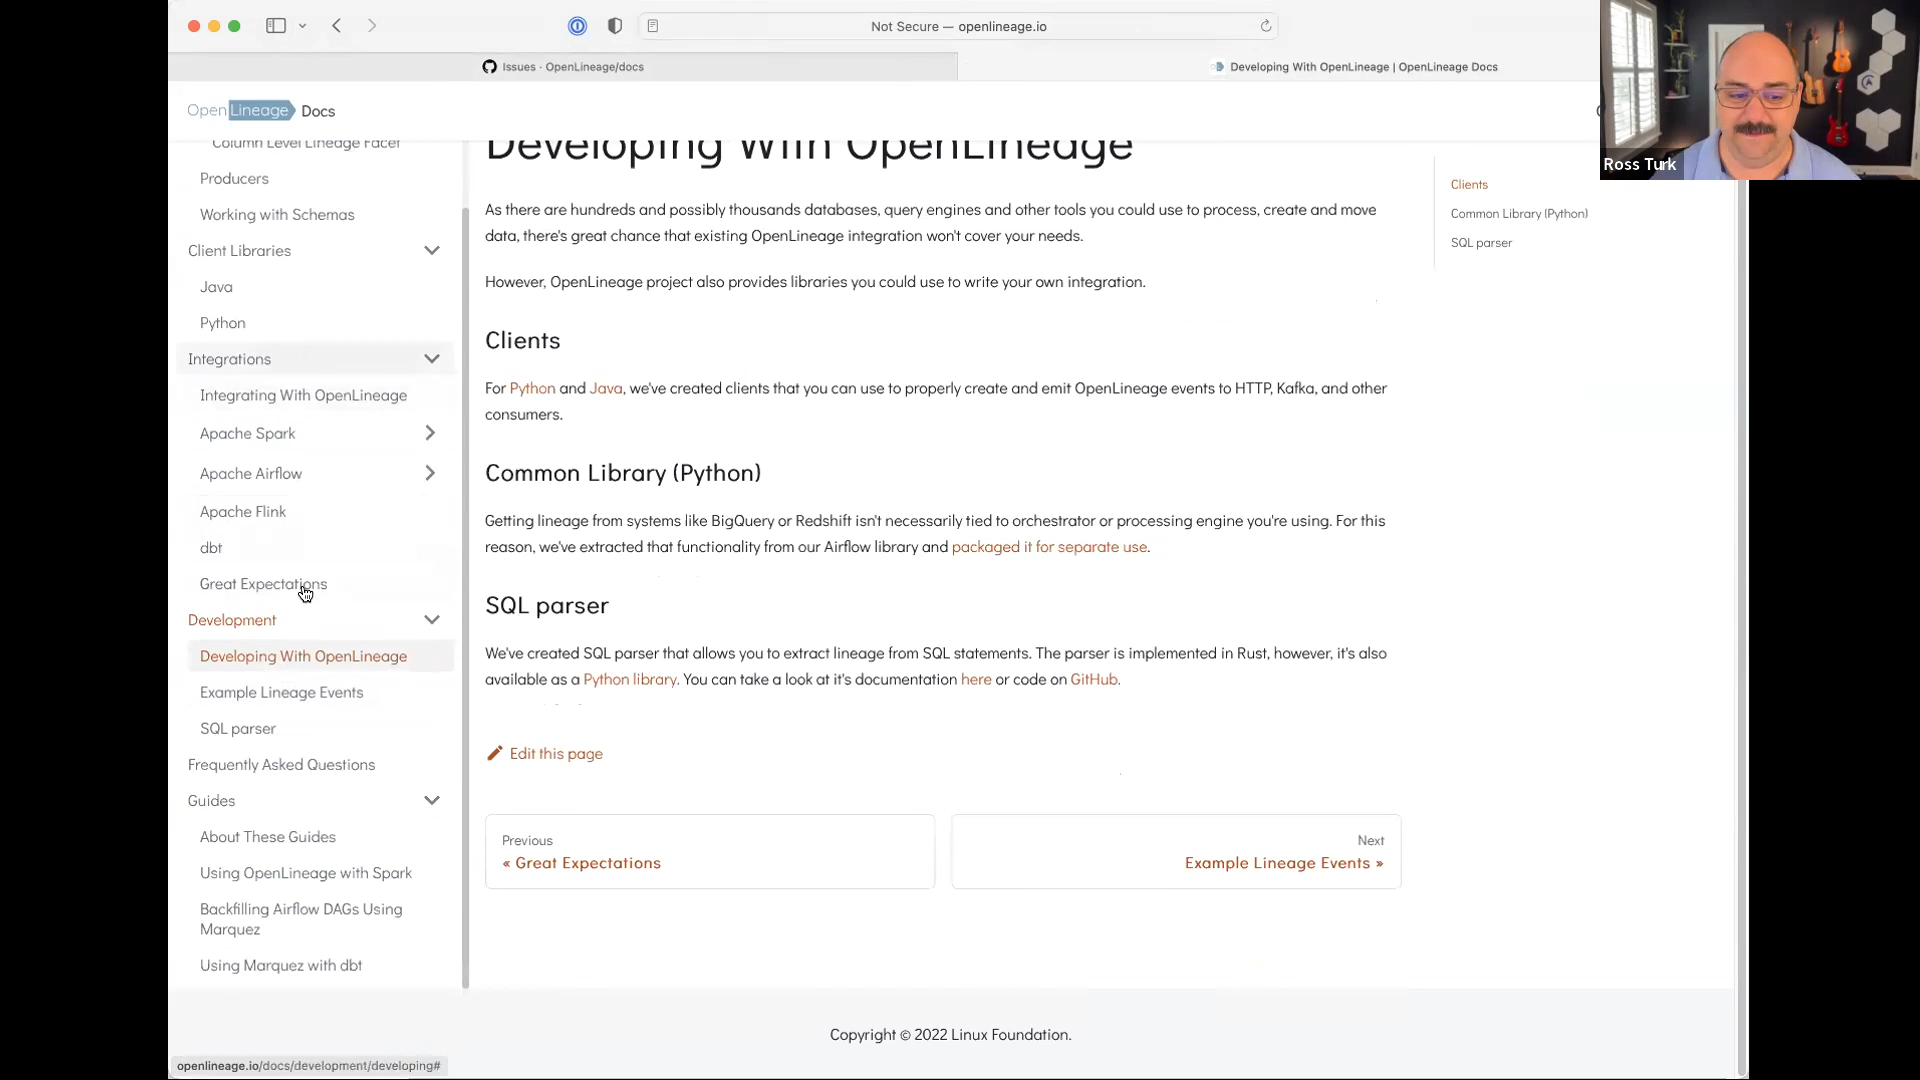 Not Secure — openlineage.io
Issues · OpenLineage/docs
Developing With OpenLineage | OpenLineage Docs
OpenLineage Docs
Column Level Lineage Facet
Producers
Working with Schemas
Client Libraries
Java
Python
Integrations
Integrating With OpenLineage
Apache Spark
Apache Airflow
Apache Flink
dbt
Great Expectations
Development
Developing With OpenLineage
Example Lineage Events
SQL parser
Frequently Asked Questions
Guides
About These Guides
Using OpenLineage with Spark
Backfilling Airflow DAGs Using
Marquez
Using Marquez with dbt
Developing With OpenLineage
As there are hundreds and possibly thousands databases, query engines and other tools you could use to process, create and move
data, there's great chance that existing OpenLineage integration won't cover your needs.
However, OpenLineage project also provides libraries you could use to write your own integration.
Clients
For Python and Java, we've created clients that you can use to properly create and emit OpenLineage events to HTTP, Kafka, and other
consumers.
Common Library (Python)
Getting lineage from systems like BigQuery or Redshift isn't necessarily tied to orchestrator or processing engine you're using. For this
reason, we've extracted that functionality from our Airflow library and packaged it for separate use.
SQL parser
We've created SQL parser that allows you to extract lineage from SQL statements. The parser is implemented in Rust, however, it's also
available as a Python library. You can take a look at it's documentation here or code on GitHub.
Edit this page
Previous
« Great Expectations
Next
Example Lineage Events »
Clients
Common Library (Python)
SQL parser
Ross Turk
Copyright © 2022 Linux Foundation.
openlineage.io/docs/development/developing#